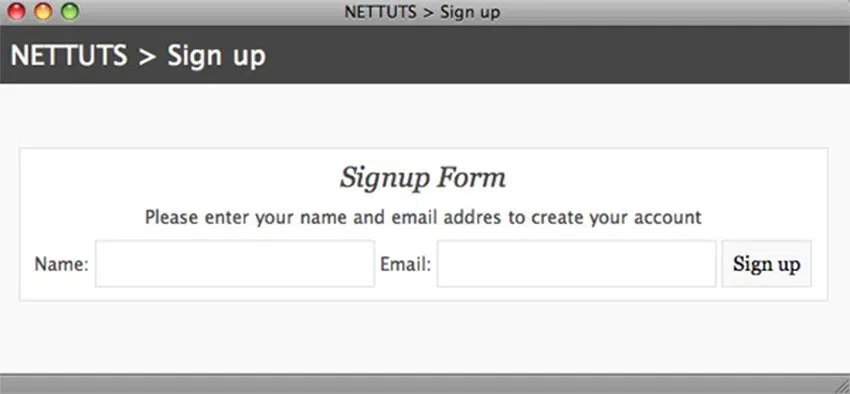 NETTUTS > Sign up
NETTUTS > Sign up
Signup Form
Please enter your name and email addres to create your account
Name: Email: Sign up